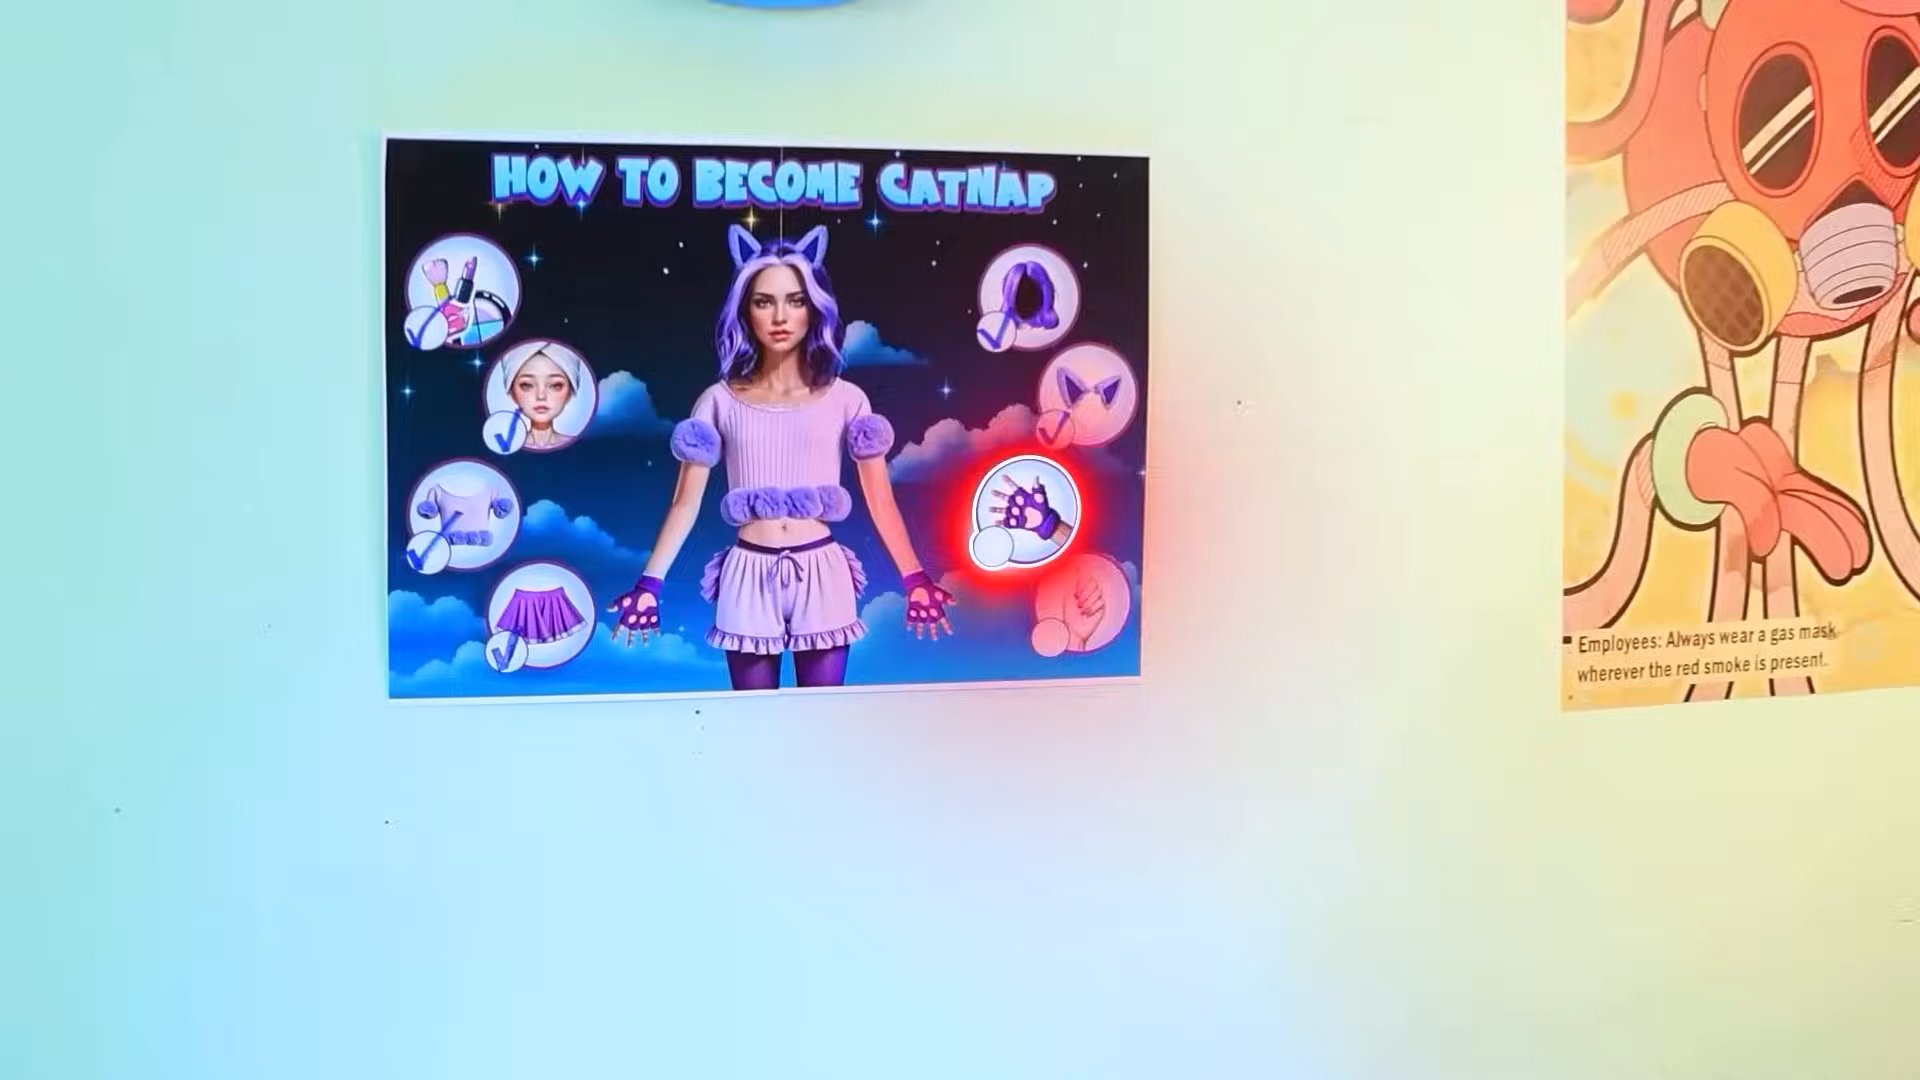 HOW TO BECOME CATNAP
Employees: Always wear a gas mask
wherever the red smoke is present.